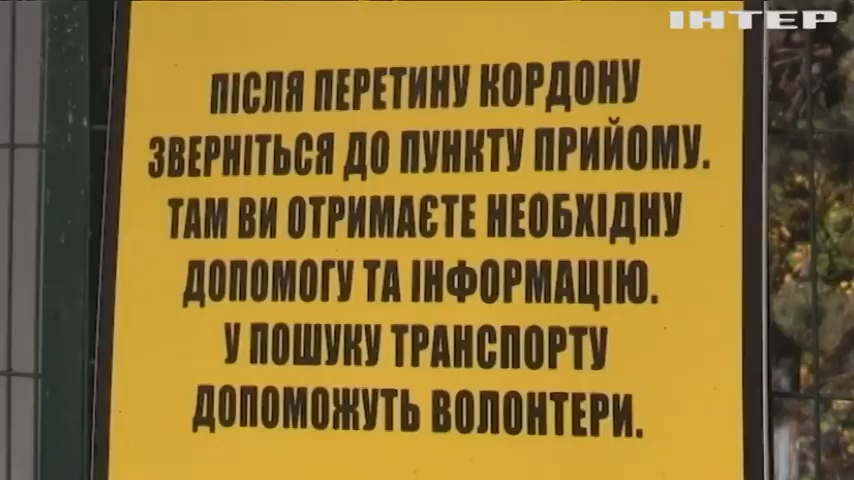 ІНТЕР
ПІСЛЯ ПЕРЕТИНУ КОРДОНУ
ЗВЕРНІТЬСЯ ДО ПУНКТУ ПРИЙОМУ.
ТАМ ВИ ОТРИМАЄТЕ НЕОБХІДНУ
ДОПОМОГУ ТА ІНФОРМАЦІЮ.
У ПОШУКУ ТРАНСПОРТУ
ДОПОМОЖУТЬ ВОЛОНТЕРИ.